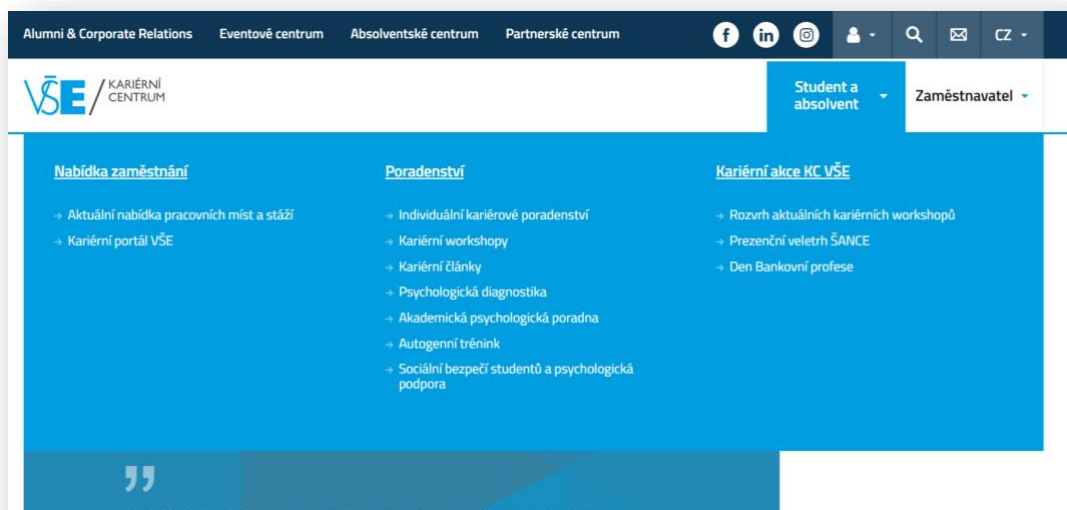 Alumni & Corporate Relations Eventové centrum Absolventské centrum Partnerské centrum CZ
VŠE / KARIÉRNÍ
CENTRUM
Student a
absolvent
Zaměstnavatel
Nabídka zaměstnání
→ Aktuální nabídka pracovních míst a stáží
→ Kariérní portál VŠE
Poradenství
→ Individuální kariérové poradenství
→ Kariérní workshopy
→ Kariérní články
→ Psychologická diagnostika
→ Akademická psychologická poradna
→ Autogenní trénink
→ Sociální bezpečí studentů a psychologická
podpora
Kariérní akce KC VŠE
→ Rozvrh aktuálních kariérních workshopů
→ Prezenční veletrh ŠANCE
→ Den Bankovní profese
”